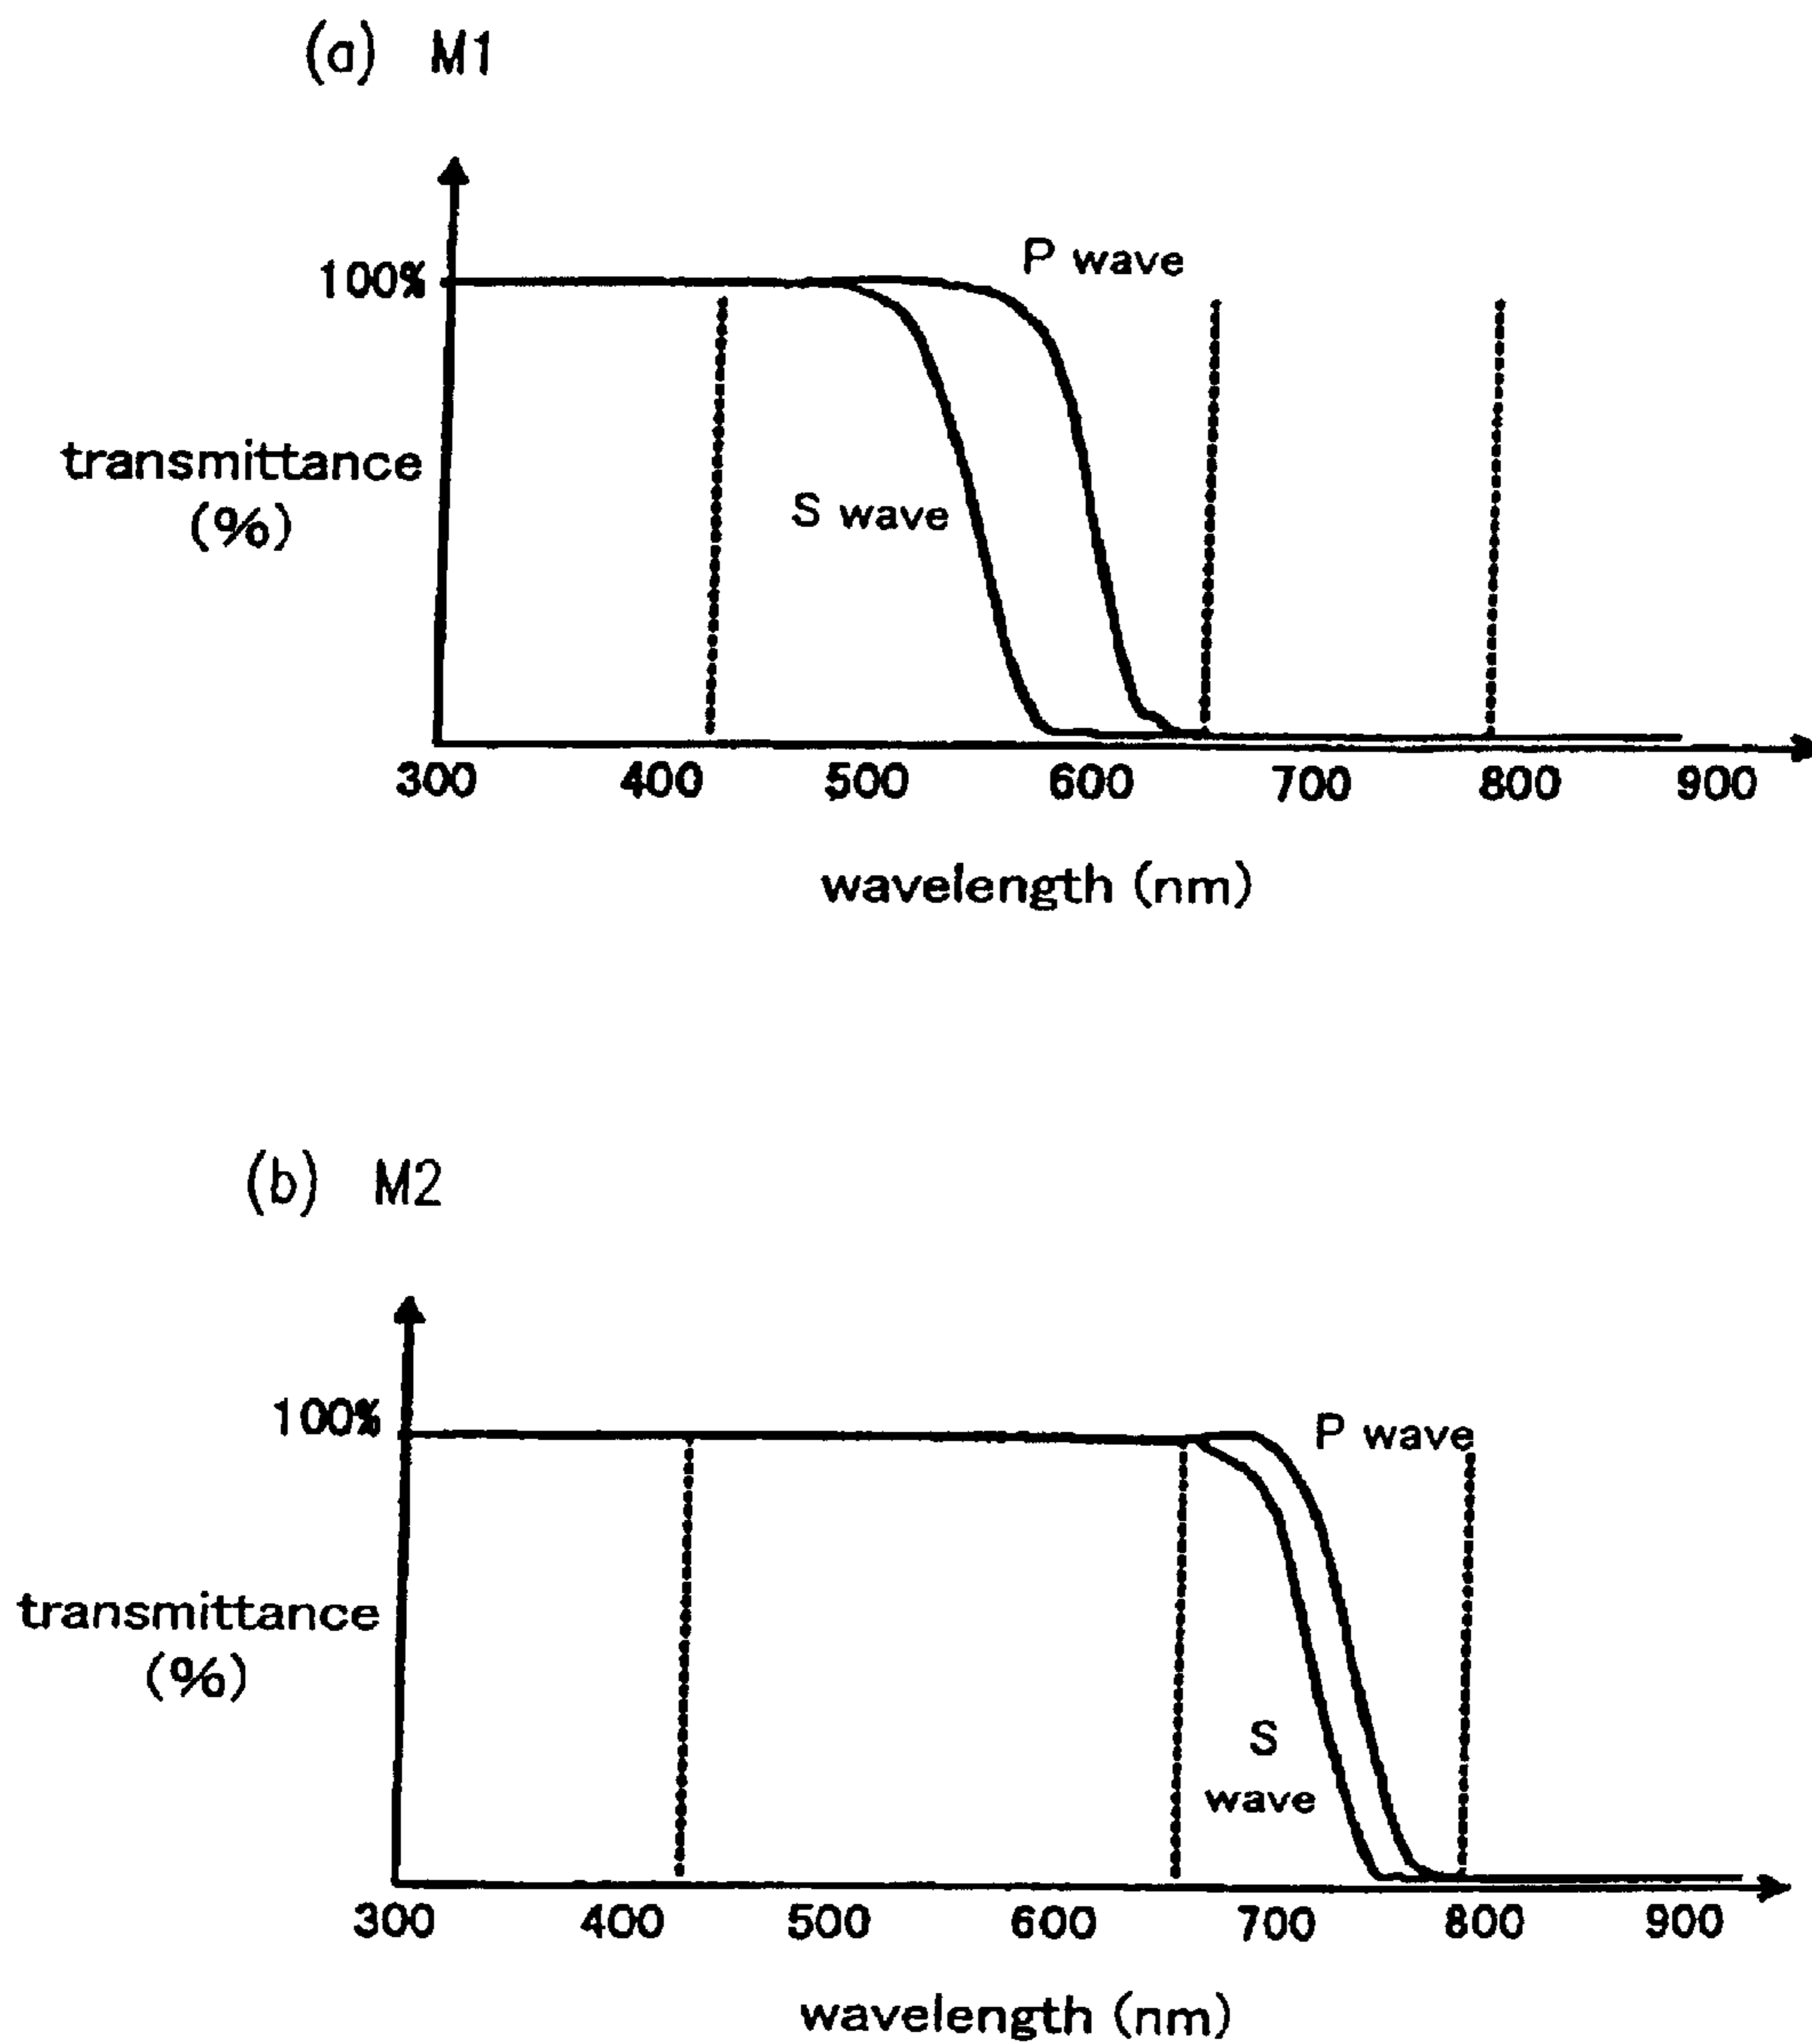 (a) M1
100%
P wave
transmittance
(%)
S wave
300 400 500 600 700 800 900
wavelength (nm)
(b) M2
100%
P wave
transmittance
(%)
S
wave
300 400 500 600 700 800 900
wavelength (nm)